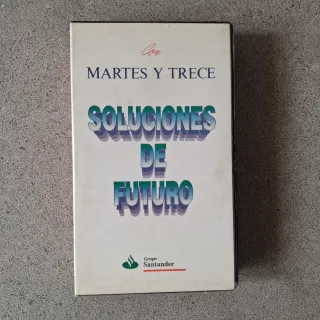 Con
MARTES Y TRECE
SOLUCIONES
DE
FUTURO
Grupo
Santander